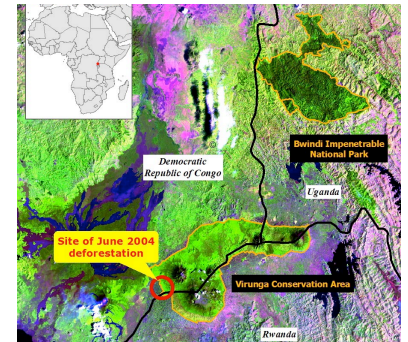 Bwindi Impenetrable
National Park
Democratic
Republic of Congo
Uganda
Site of June 2004
deforestation
Virunga Conservation Area
Rwanda